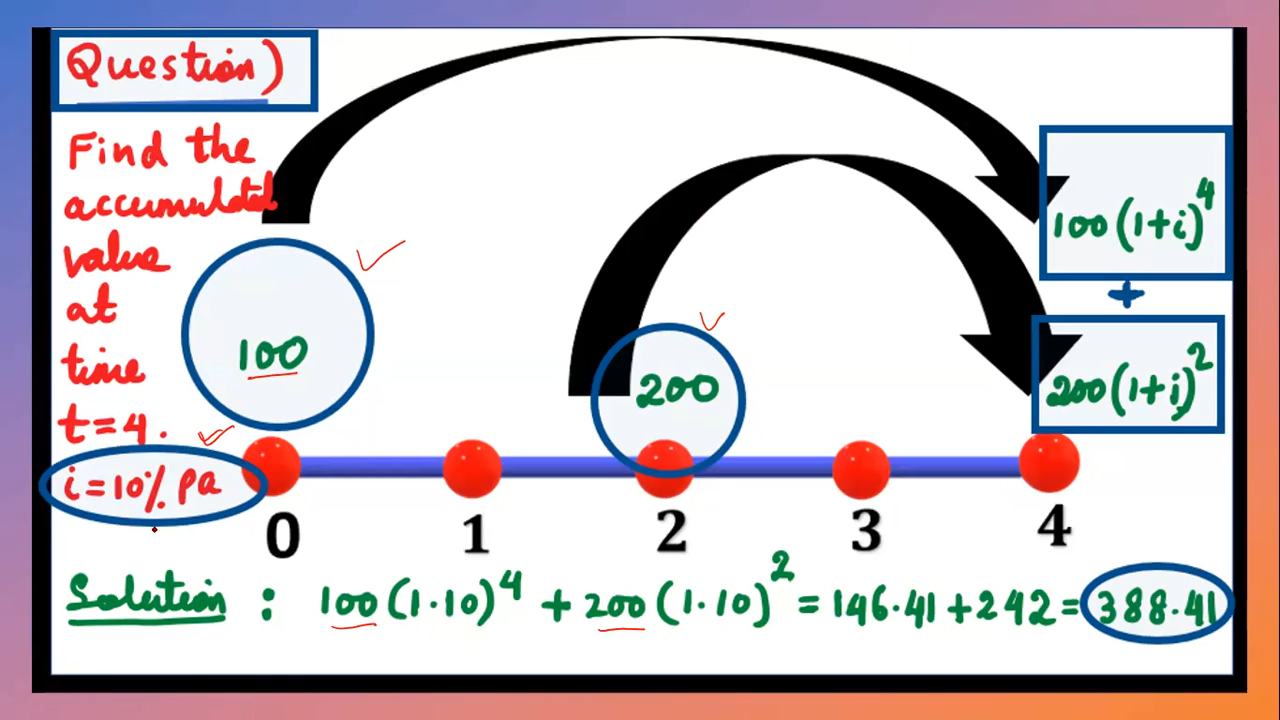 Question)
Find the
accumulated
value
at
time
t=4.
i=10% pa
100
200
100(1+i)^4
+
200(1+i)^2
0 1 2 3 4
Solution : 100(1·10)^4 + 200(1·10)^2 = 146·41+242= 388·41